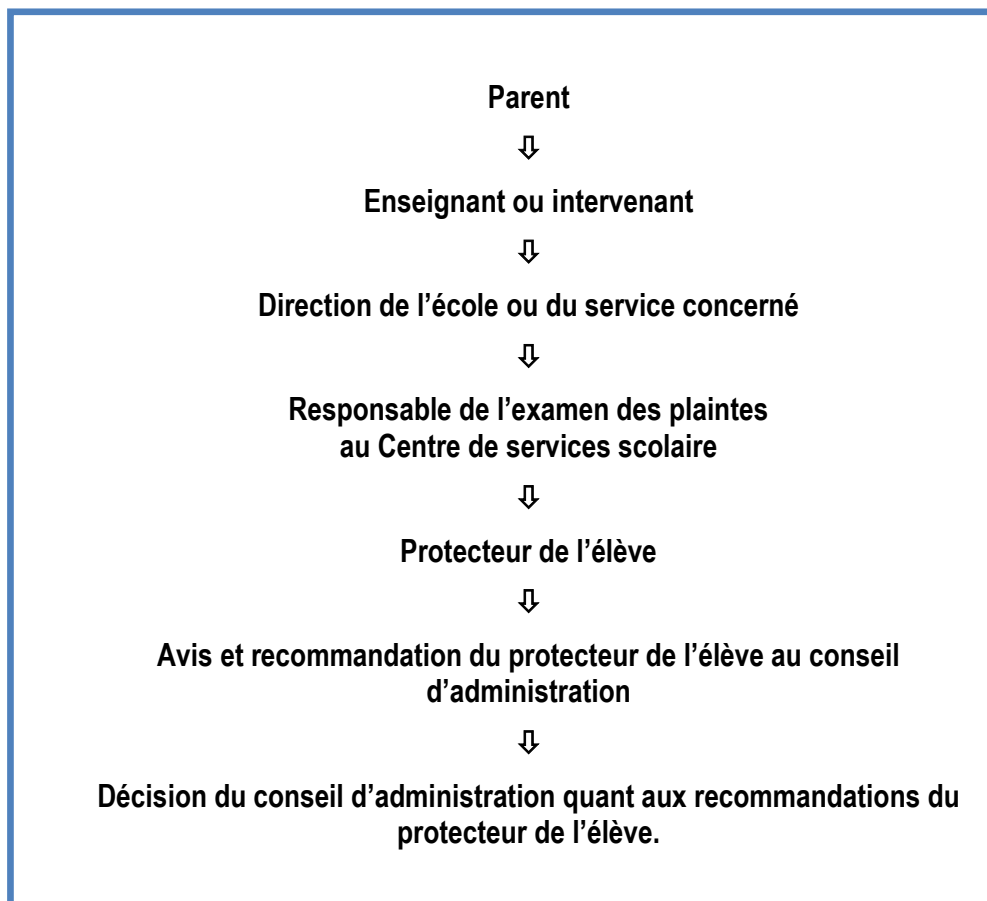 Parent
⇩
Enseignant ou intervenant
⇩
Direction de l’école ou du service concerné
⇩
Responsable de l’examen des plaintes
au Centre de services scolaire
⇩
Protecteur de l’élève
⇩
Avis et recommandation du protecteur de l’élève au conseil
d’administration
⇩
Décision du conseil d’administration quant aux recommandations du
protecteur de l’élève.